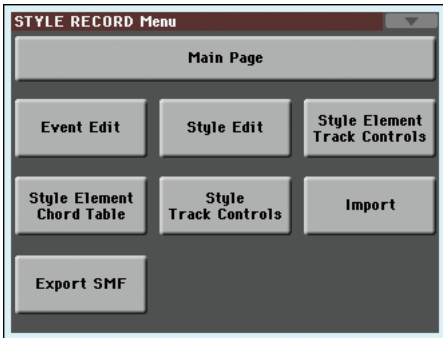 STYLE RECORD Menu
Main Page
Event Edit
Style Edit
Style Element
Track Controls
Style Element
Chord Table
Style
Track Controls
Import
Export SMF